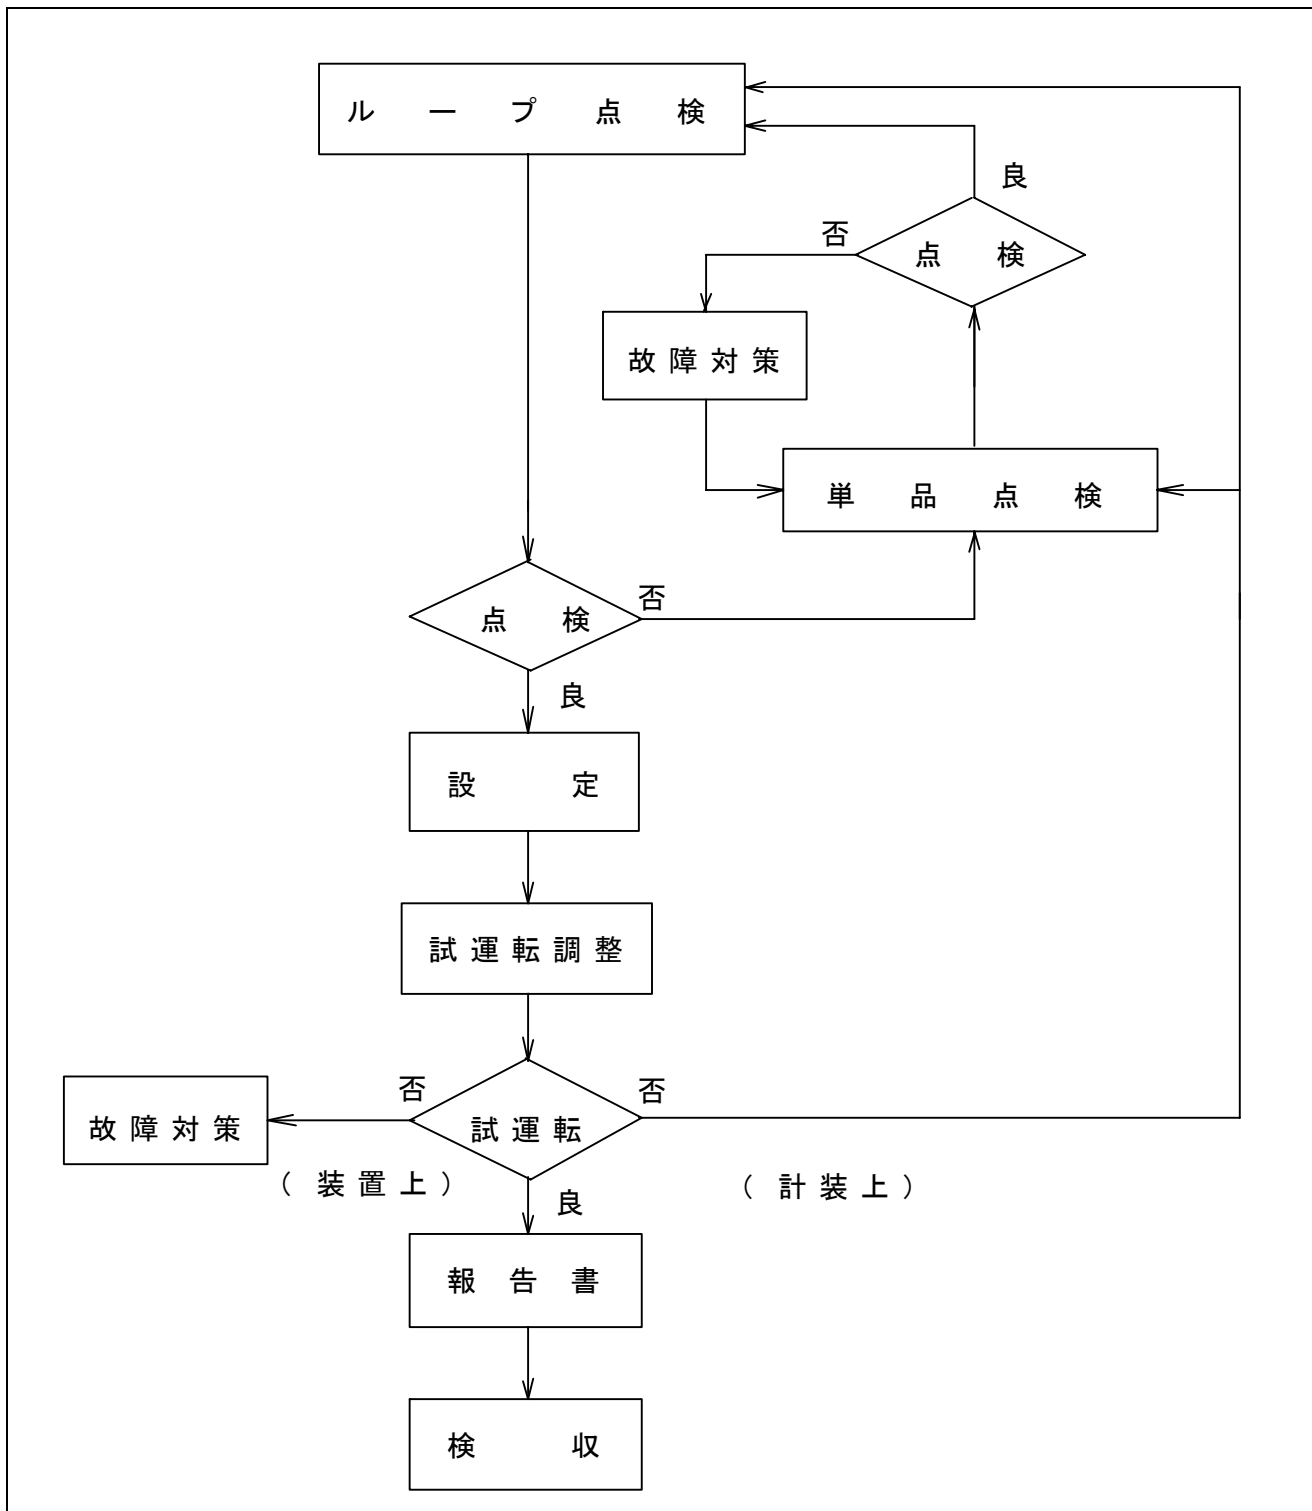 ループ点検
良
否
点検
故障対策
単品点検
否
点検
良
設定
試運転調整
否
否
故障対策
試運転
(装置上)
(計装上)
良
報告書
検収